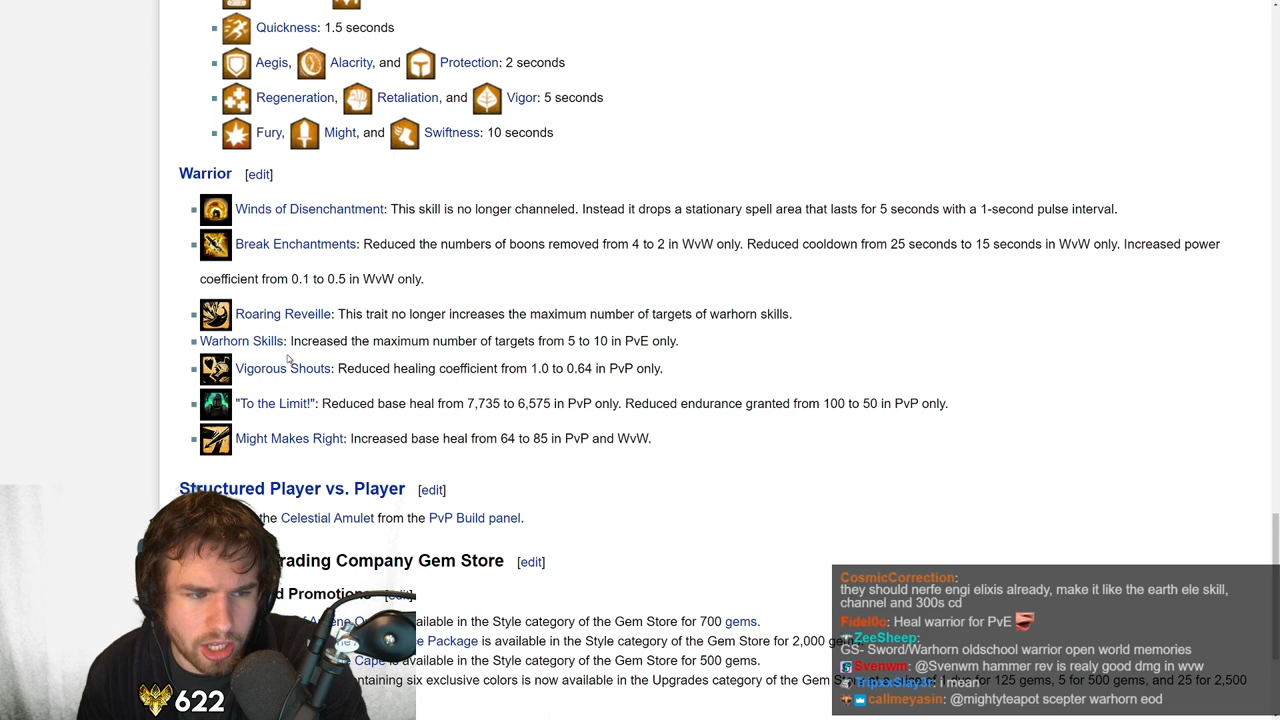 Quickness: 1.5 seconds
Aegis, Alacrity, and Protection: 2 seconds
Regeneration, Retaliation, and Vigor: 5 seconds
Fury, Might, and Swiftness: 10 seconds
Warrior [edit]
Winds of Disenchantment: This skill is no longer channeled. Instead it drops a stationary spell area that lasts for 5 seconds with a 1-second pulse interval.
Break Enchantments: Reduced the numbers of boons removed from 4 to 2 in WvW only. Reduced cooldown from 25 seconds to 15 seconds in WvW only. Increased power
coefficient from 0.1 to 0.5 in WvW only.
Roaring Reveille: This trait no longer increases the maximum number of targets of warhorn skills.
Warhorn Skills: Increased the maximum number of targets from 5 to 10 in PvE only.
Vigorous Shouts: Reduced healing coefficient from 1.0 to 0.64 in PvP only.
"To the Limit!": Reduced base heal from 7,735 to 6,575 in PvP only. Reduced endurance granted from 100 to 50 in PvP only.
Might Makes Right: Increased base heal from 64 to 85 in PvP and WvW.
Structured Player vs. Player [edit]
the Celestial Amulet from the PvP Build panel.
rading Company Gem Store [edit]
d Promotions [edit]
ailable in the Style category of the Gem Store for 700 gems.
e Package is available in the Style category of the Gem Store for 2,000
Cape is available in the Style category of the Gem Store for 500 gems.
ntaining six exclusive colors is now available in the Upgrades category of the Gem
for 125 gems, 5 for 500 gems, and 25 for 2,500
CosmicCorrection:
they should nerfe engi elixis already, make it like the earth ele skill,
channel and 300s cd
Fidel0o: Heal warrior for PvE
ZeeSheep:
GS- Sword/Warhorn oldschool warrior open world memories
Svenwm: @Svenwm hammer rev is realy good dmg in wvw
i mean
callmeyasin: @mightyteapot scepter warhorn eod
622